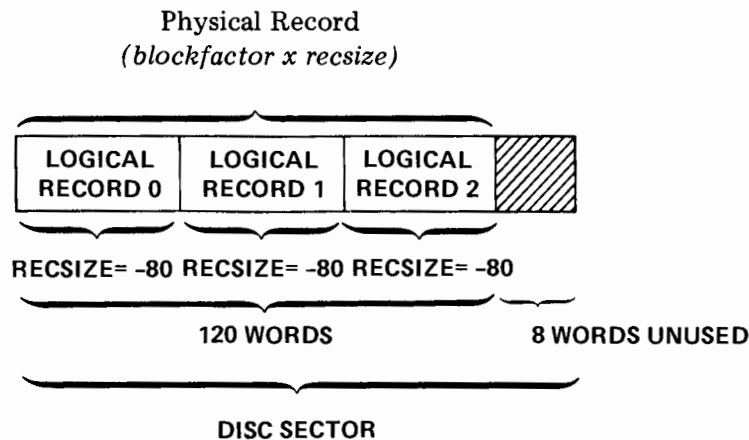 Physical Record
(blockfactor x recsize)
LOGICAL RECORD 0
LOGICAL RECORD 1
LOGICAL RECORD 2
RECSIZE= -80 RECSIZE= -80 RECSIZE= -80
120 WORDS
8 WORDS UNUSED
DISC SECTOR